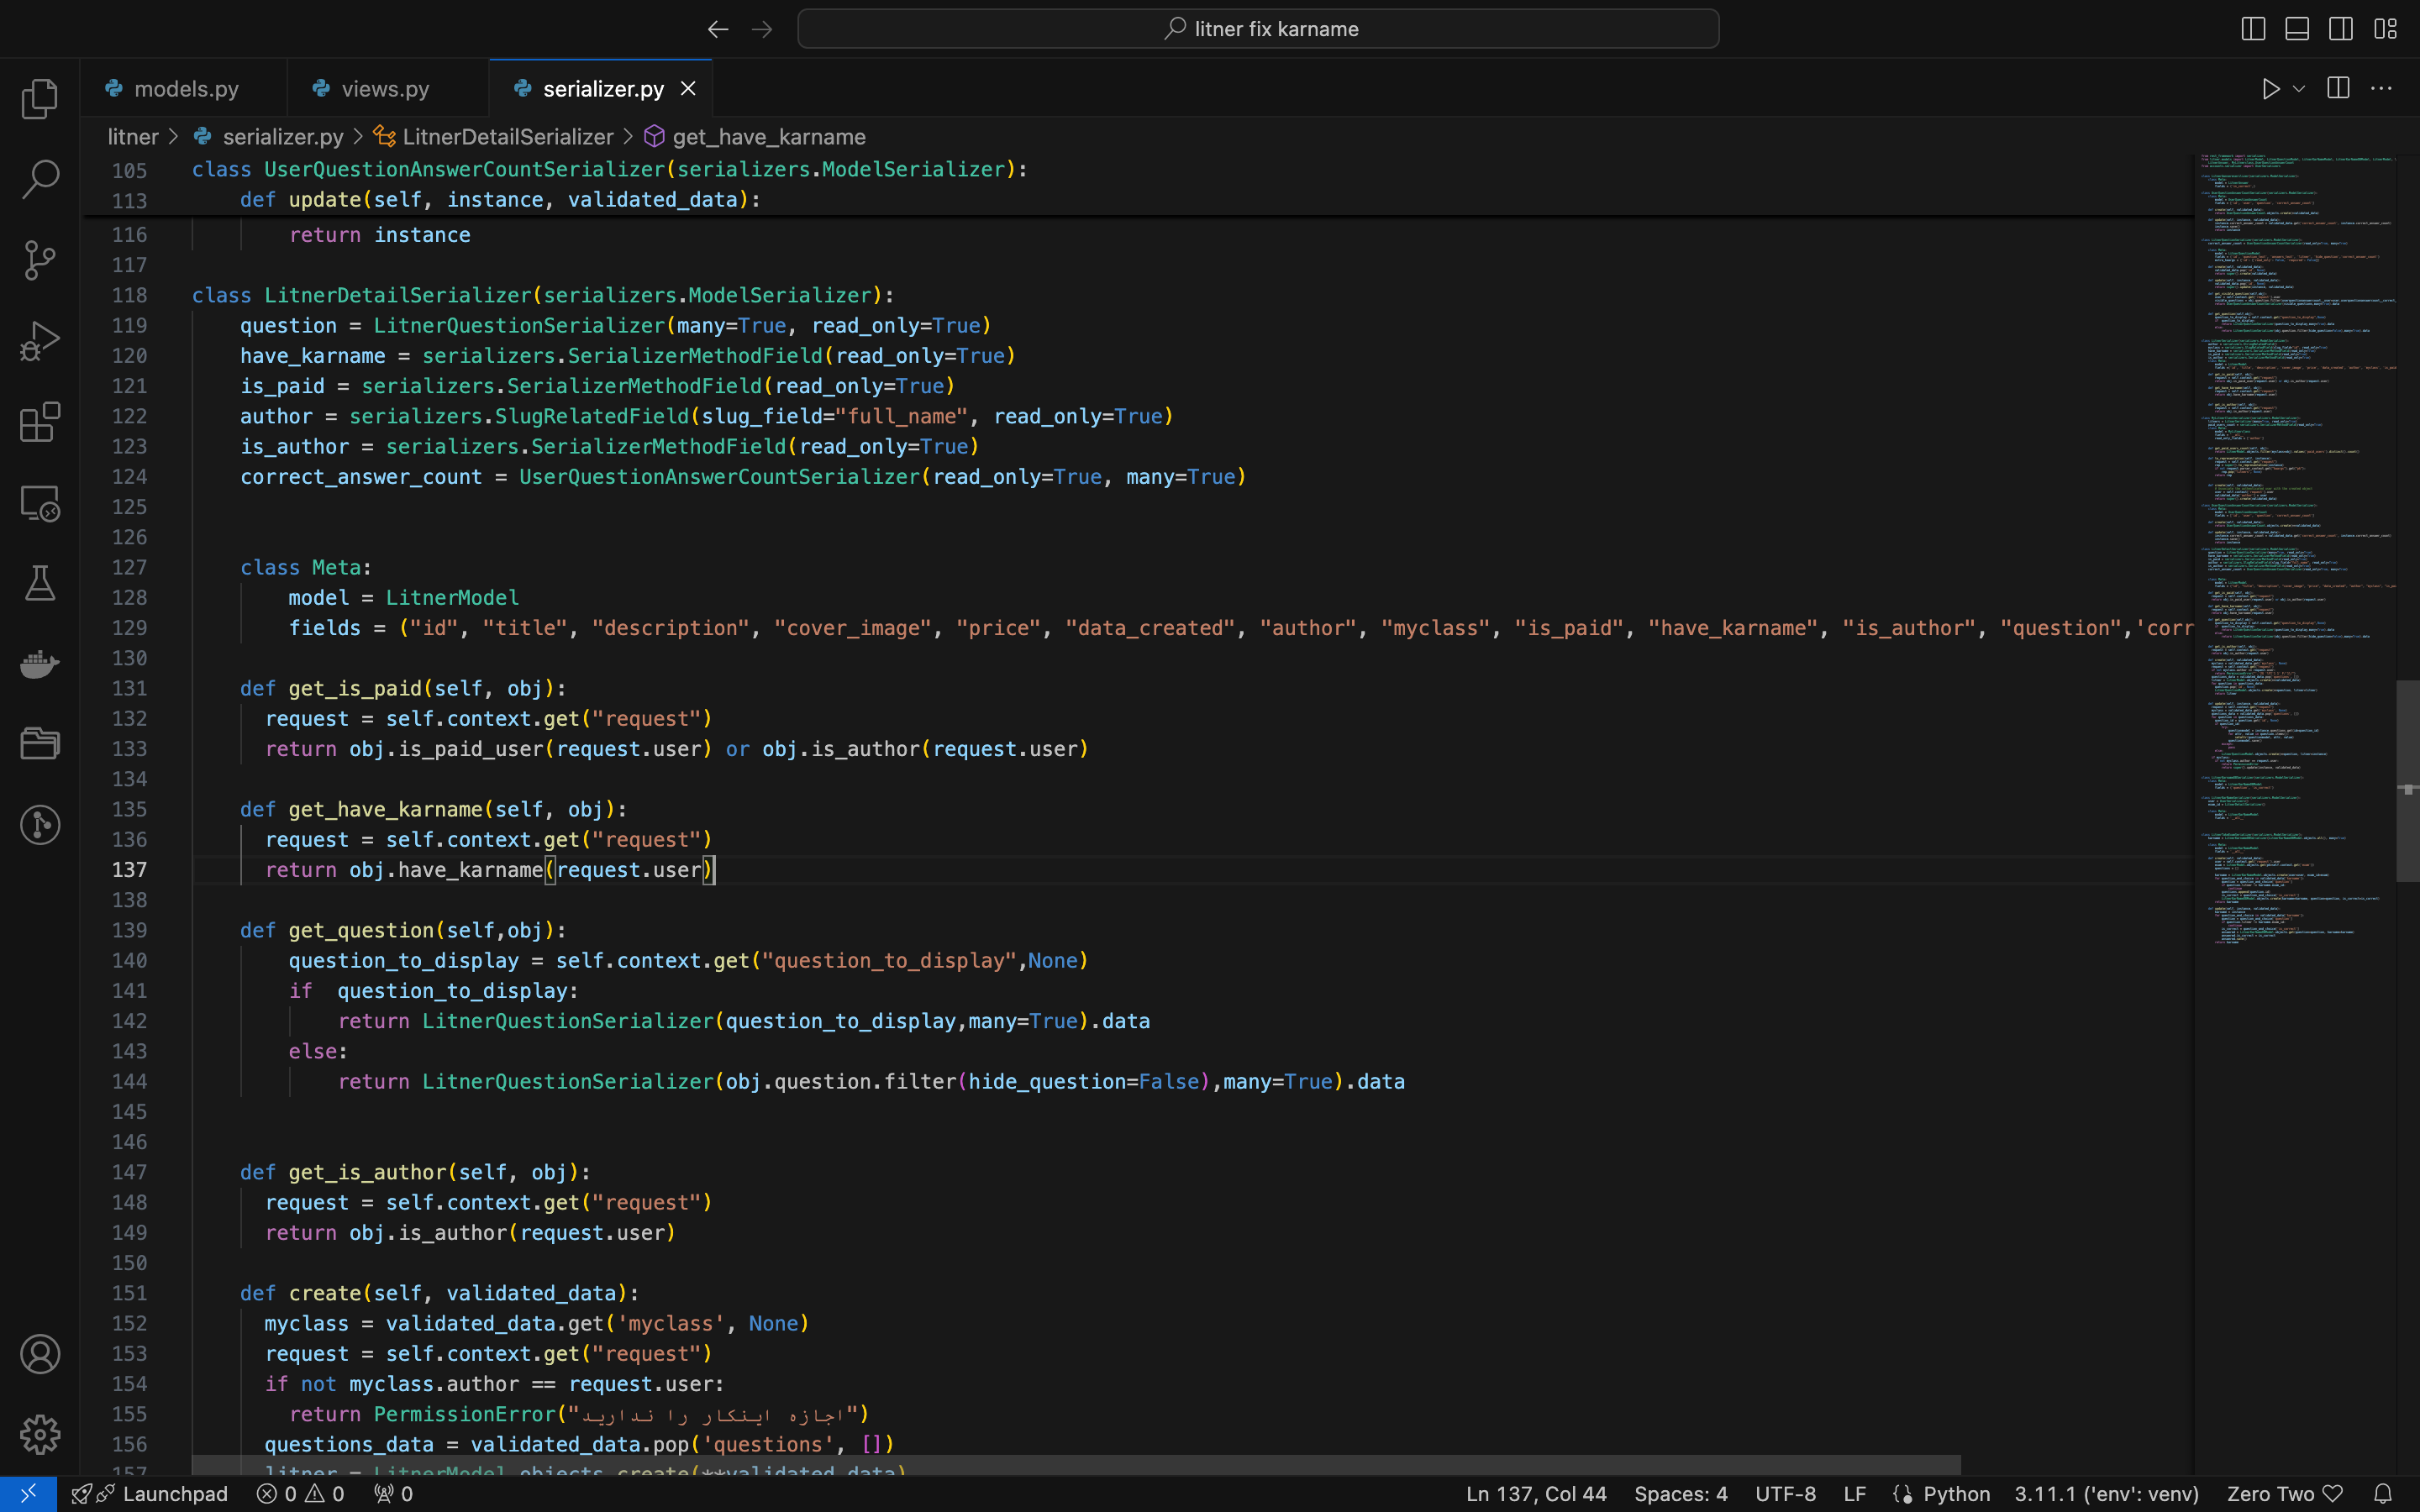 litner fix karname
models.py
views.py
serializer.py
litner > serializer.py > LitnerDetailSerializer > get_have_karname
105 class UserQuestionAnswerCountSerializer(serializers.ModelSerializer):
113 def update(self, instance, validated_data):
116 return instance
117
118 class LitnerDetailSerializer(serializers.ModelSerializer):
119 question = LitnerQuestionSerializer(many=True, read_only=True)
120 have_karname = serializers.SerializerMethodField(read_only=True)
121 is_paid = serializers.SerializerMethodField(read_only=True)
122 author = serializers.SlugRelatedField(slug_field="full_name", read_only=True)
123 is_author = serializers.SerializerMethodField(read_only=True)
124 correct_answer_count = UserQuestionAnswerCountSerializer(read_only=True, many=True)
125
126
127 class Meta:
128 model = LitnerModel
129 fields = ("id", "title", "description", "cover_image", "price", "data_created", "author", "myclass", "is_paid", "have_karname", "is_author", "question",'corr
130
131 def get_is_paid(self, obj):
132 request = self.context.get("request")
133 return obj.is_paid_user(request.user) or obj.is_author(request.user)
134
135 def get_have_karname(self, obj):
136 request = self.context.get("request")
137 return obj.have_karname(request.user)
138
139 def get_question(self,obj):
140 question_to_display = self.context.get("question_to_display",None)
141 if  question_to_display:
142 return LitnerQuestionSerializer(question_to_display,many=True).data
143 else:
144 return LitnerQuestionSerializer(obj.question.filter(hide_question=False),many=True).data
145
146
147 def get_is_author(self, obj):
148 request = self.context.get("request")
149 return obj.is_author(request.user)
150
151 def create(self, validated_data):
152 myclass = validated_data.get('myclass', None)
153 request = self.context.get("request")
154 if not myclass.author == request.user:
155 return PermissionError("اجازه اینکار را ندارید")
156 questions_data = validated_data.pop('questions', [])
157 litner = LitnerModel.objects.create(**validated_data)
Launchpad 0 0 0 Ln 137, Col 44 Spaces: 4 UTF-8 LF Python 3.11.1 ('env': venv) Zero Two